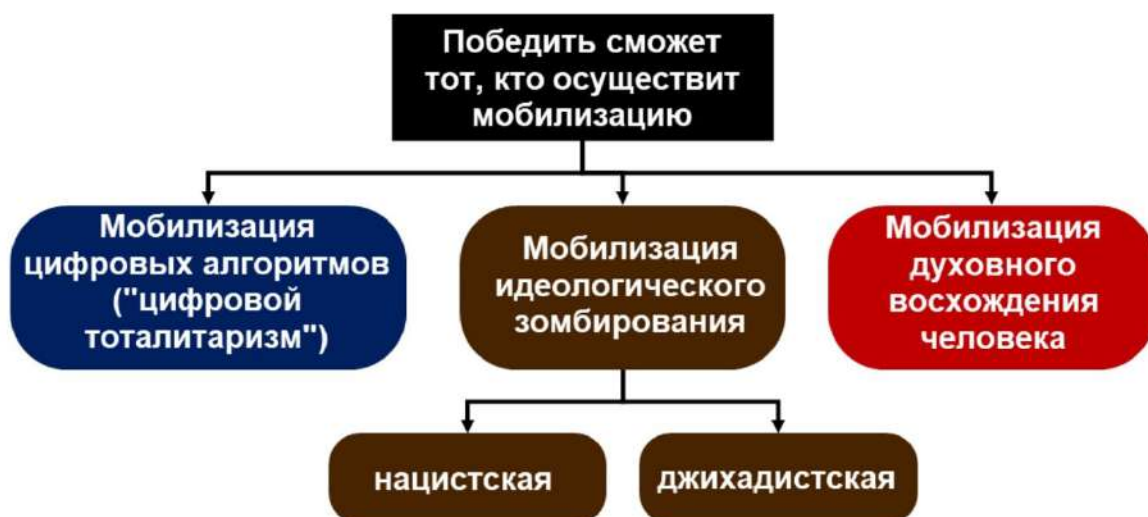 Победить сможет
тот, кто осуществит
мобилизацию
Мобилизация
цифровых алгоритмов
("цифровой
тоталитаризм")
Мобилизация
идеологического
зомбирования
Мобилизация
духовного
восхождения
человека
нацистская
джихадистская